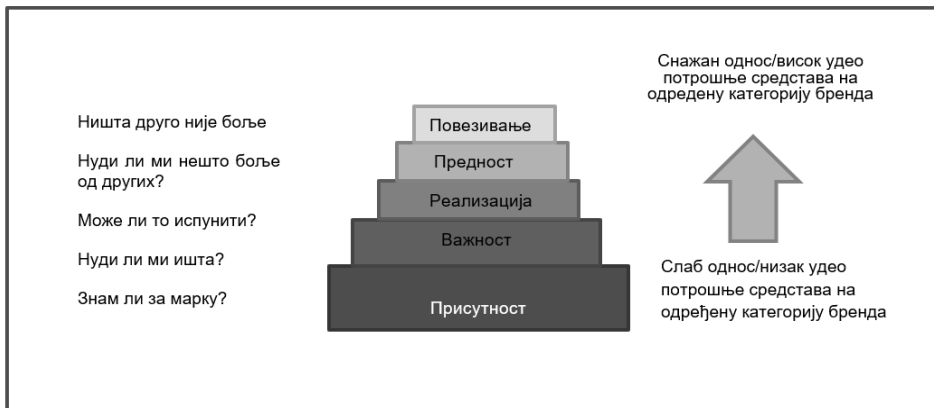 Ништа друго није боље
Нуди ли ми нешто боље
од других?
Може ли то испунити?
Нуди ли ми ишта?
Знам ли за марку?
Повезивање
Предност
Реализација
Важност
Присутност
Снажан однос/висок удео
потрошње средстава на
одредену категорију бренда
Слаб однос/низак удео
потрошње средстава на
одређену категорију бренда